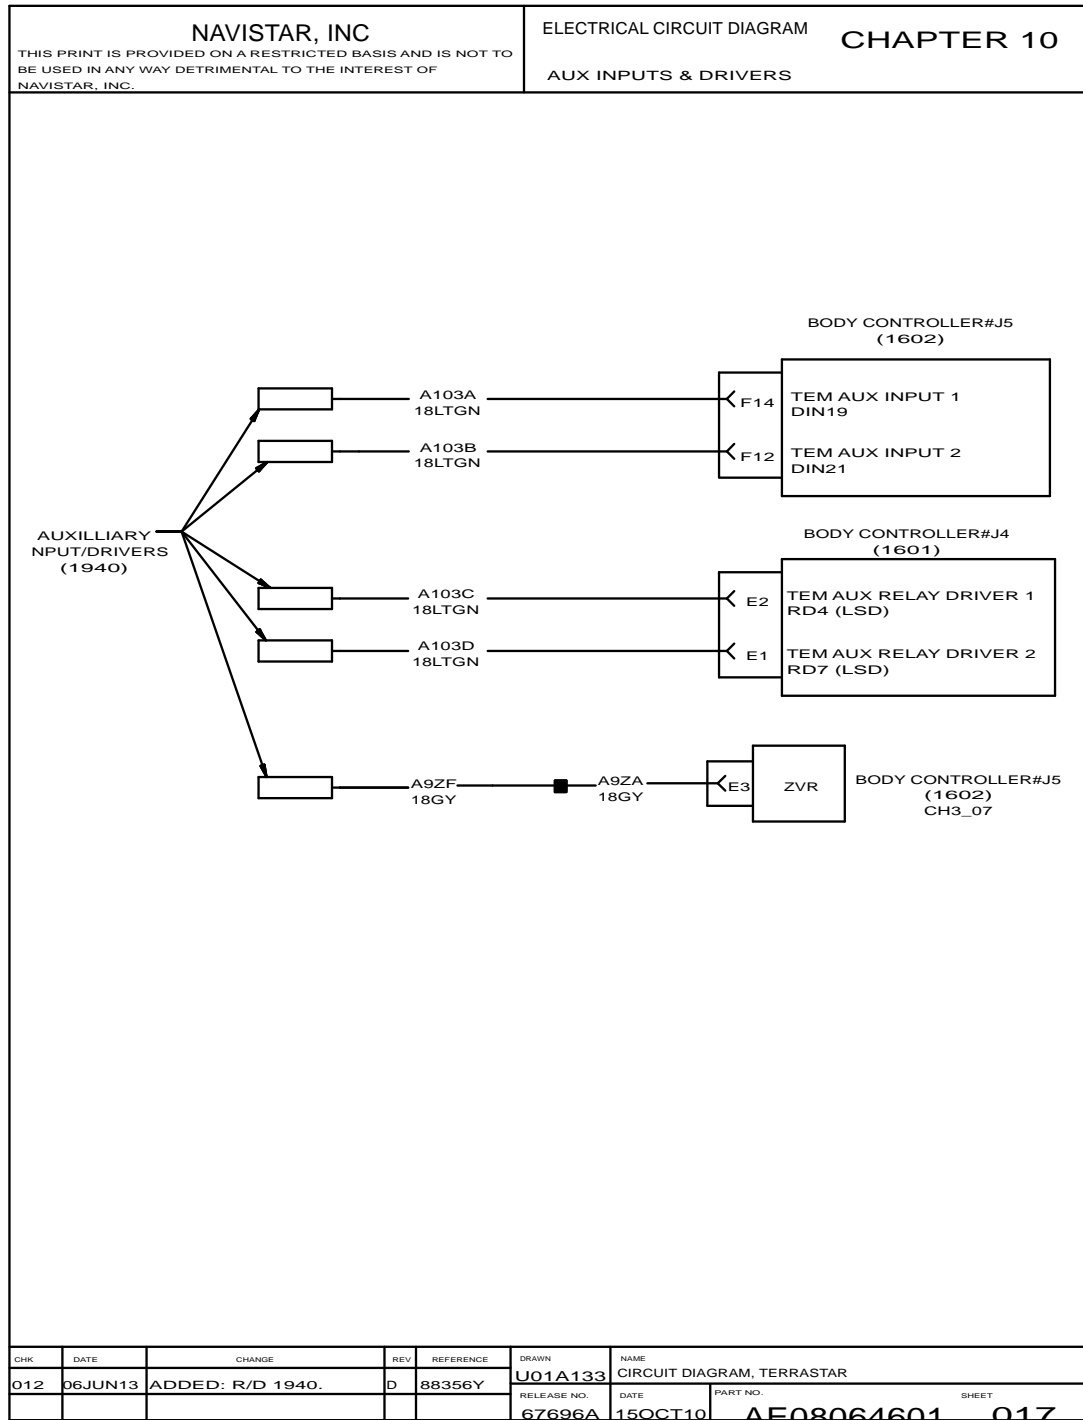 NAVISTAR, INC
THIS PRINT IS PROVIDED ON A RESTRICTED BASIS AND IS NOT TO
BE USED IN ANY WAY DETRIMENTAL TO THE INTEREST OF
NAVISTAR, INC.
ELECTRICAL CIRCUIT DIAGRAM
CHAPTER 10
AUX INPUTS & DRIVERS
BODY CONTROLLER#J5
(1602)
A103A
18LTGN
F14
TEM AUX INPUT 1
DIN19
A103B
18LTGN
F12
TEM AUX INPUT 2
DIN21
AUXILLIARY
NPUT/DRIVERS
(1940)
BODY CONTROLLER#J4
(1601)
A103C
18LTGN
E2
TEM AUX RELAY DRIVER 1
RD4 (LSD)
A103D
18LTGN
E1
TEM AUX RELAY DRIVER 2
RD7 (LSD)
A9ZF
18GY
A9ZA
18GY
E3
ZVR
BODY CONTROLLER#J5
(1602)
CH3_07
CHK DATE CHANGE REV REFERENCE
012 06JUN13 ADDED: R/D 1940. D 88356Y
DRAWN
U01A133
NAME
CIRCUIT DIAGRAM, TERRASTAR
RELEASE NO.
67696A
DATE
15OCT10
PART NO.
AE08064601
SHEET
017